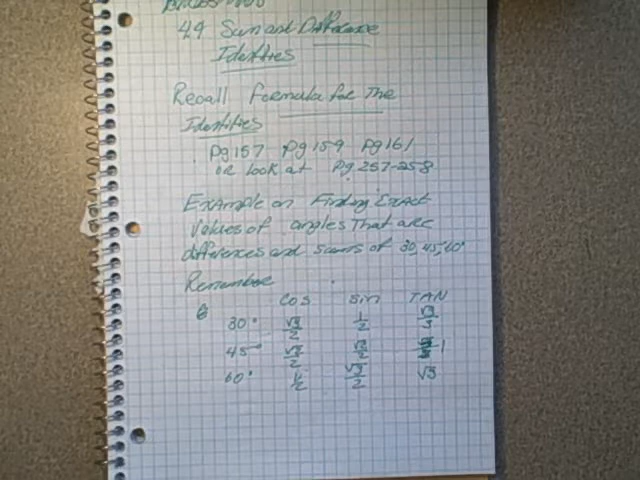 4.4 Sum and Difference
Identities
Recall Formula for The
Identities
Pg 157 Pg 159 Pg 161
or look at Pg 257-258
Example on Finding Exact
Values of angles That are
differences and sums of 30, 45, 60°
Remember
θ cos sin TAN
30° √3/2 1/2 √3/3
45° √2/2 √2/2 1
60° 1/2 √3/2 √3